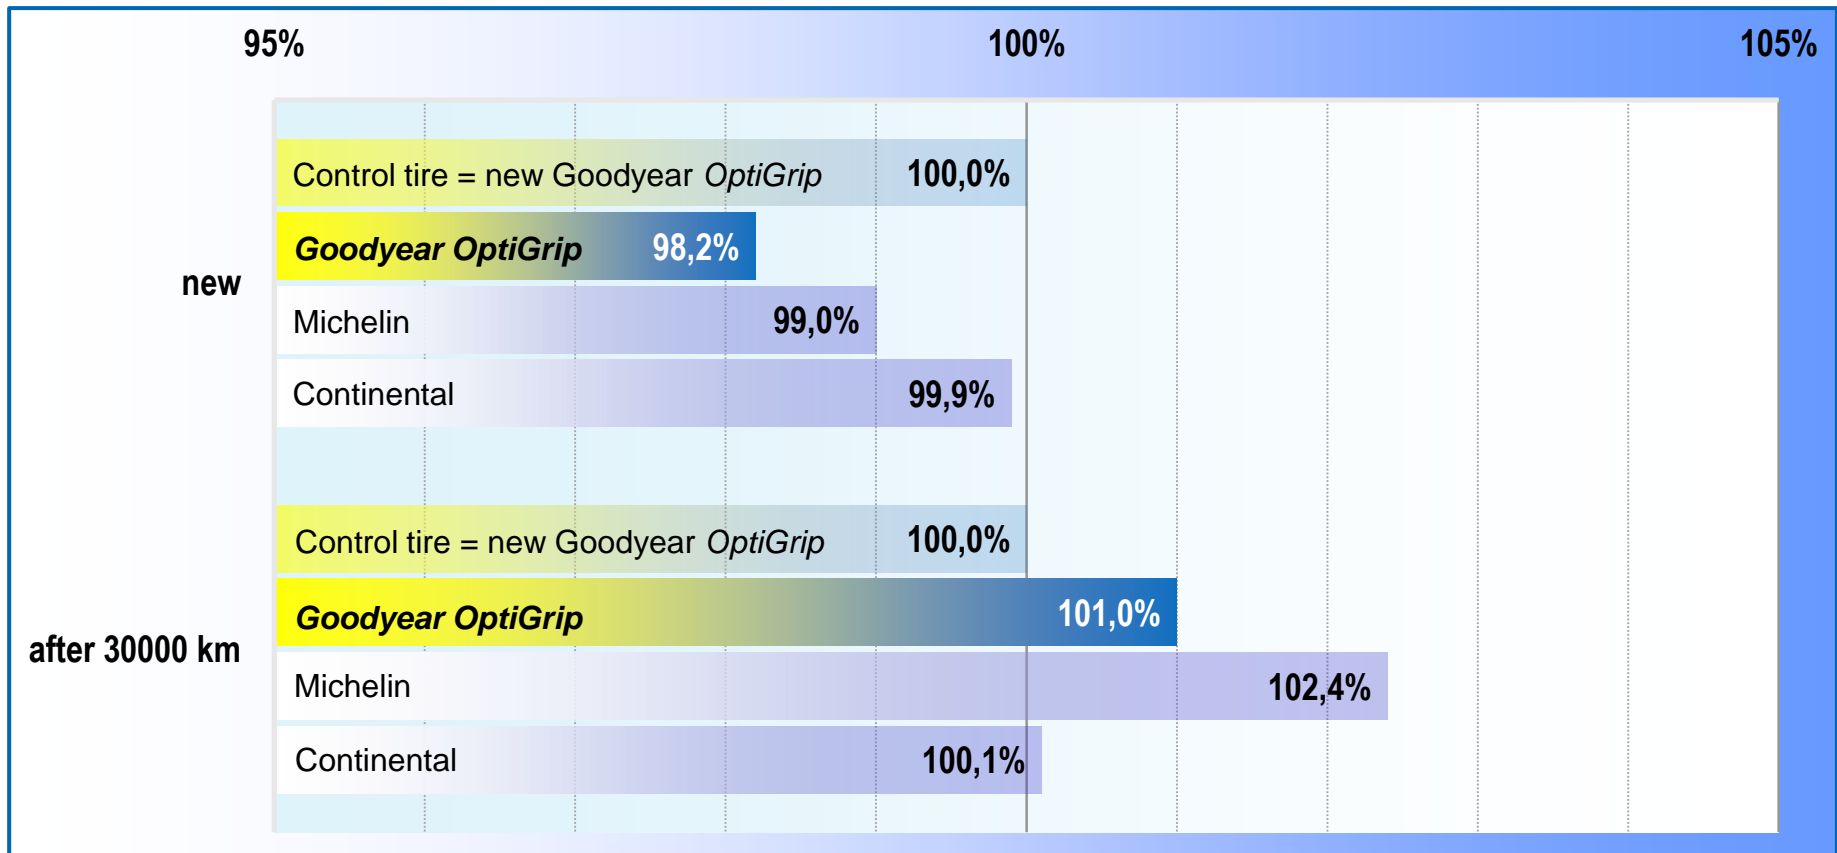 95% 100% 105%
Control tire = new Goodyear OptiGrip 100,0%
Goodyear OptiGrip 98,2%
new
Michelin 99,0%
Continental 99,9%
Control tire = new Goodyear OptiGrip 100,0%
Goodyear OptiGrip 101,0%
after 30000 km
Michelin 102,4%
Continental 100,1%